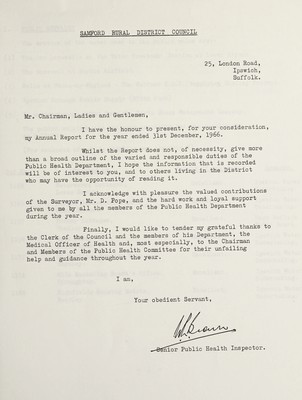 SAMFORD RURAL DISTRICT COUNCIL
25, London Road,
Ipswich,
Suffolk.
Mr. Chairman, Ladies and Gentlemen,
I have the honour to present, for your consideration,
my Annual Report for the year ended 31st December, 1966.
Whilst the Report does not, of necessity, give more
than a broad outline of the varied and responsible duties of the
Public Health Department, I hope the information that is recorded
will be of interest to you, and to others living in the District
who may have the opportunity of reading it.
I acknowledge with pleasure the valued contributions
of the Surveyor, Mr. D. Pope, and the hard work and loyal support
given to me by all the members of the Public Health Department
during the year.
Finally, I would like to tender my grateful thanks to
the Clerk of the Council and the members of his Department, the
Medical Officer of Health and, most especially, to the Chairman
and Members of the Public Health Committee for their unfailing
help and guidance throughout the year.
I am,
Your obedient Servant,
Senior Public Health Inspector.